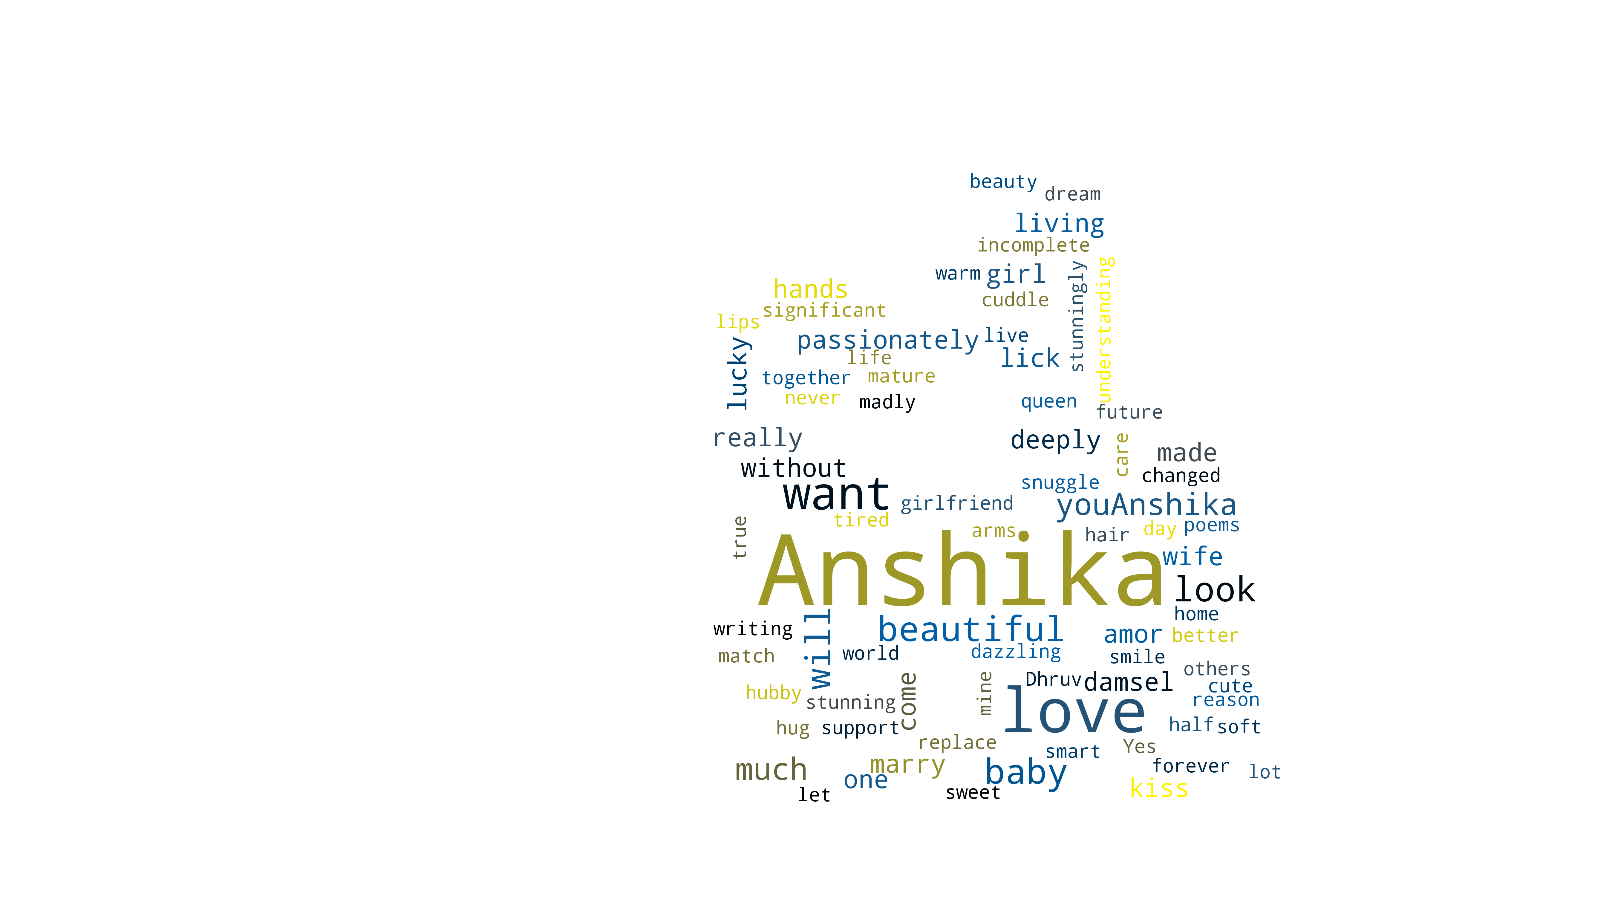 beauty
dream
living
incomplete
warm girl
stunningly
understanding
hands
cuddle
significant
lips
passionately live
lucky
life
lick
together mature
never madly
queen
future
really
deeply
care
made
without
changed
want
snuggle
girlfriend
youAnshika
tired
true
arms
hair
day
poems
Anshika
wife
look
home
writing
will
beautiful
amor
better
match
world
dazzling
smile
others
hubby
stunning
come
mine
Dhruv
damsel
cute
reason
love
hug support
half soft
replace
smart
Yes
much
marry
baby
forever
lot
one
let
sweet
kiss